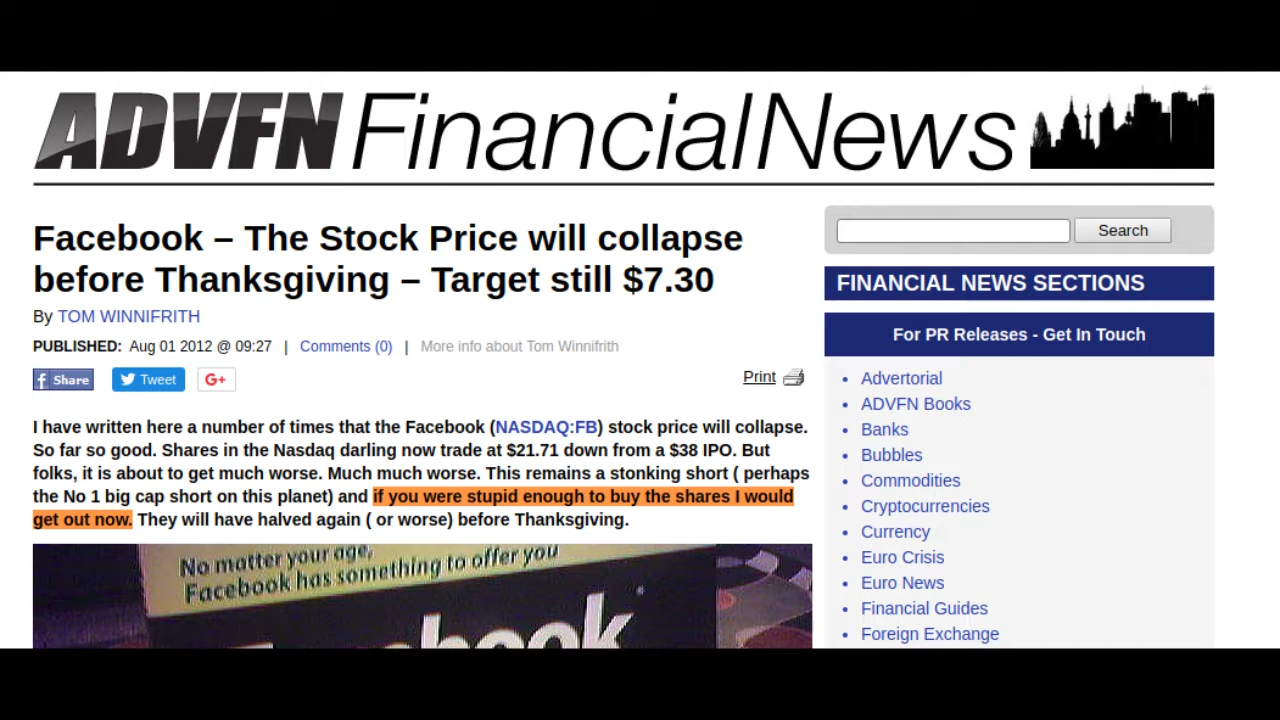 ADVFN FinancialNews
Facebook – The Stock Price will collapse
before Thanksgiving – Target still $7.30
By TOM WINNIFRITH
PUBLISHED: Aug 01 2012 @ 09:27 | Comments (0) | More info about Tom Winnifrith
Share Tweet G+ Print
I have written here a number of times that the Facebook (NASDAQ:FB) stock price will collapse.
So far so good. Shares in the Nasdaq darling now trade at $21.71 down from a $38 IPO. But
folks, it is about to get much worse. Much much worse. This remains a stonking short ( perhaps
the No 1 big cap short on this planet) and if you were stupid enough to buy the shares I would
get out now. They will have halved again ( or worse) before Thanksgiving.
No matter your age,
Facebook has something to offer you
Search
FINANCIAL NEWS SECTIONS
For PR Releases - Get In Touch
• Advertorial
• ADVFN Books
• Banks
• Bubbles
• Commodities
• Cryptocurrencies
• Currency
• Euro Crisis
• Euro News
• Financial Guides
• Foreign Exchange